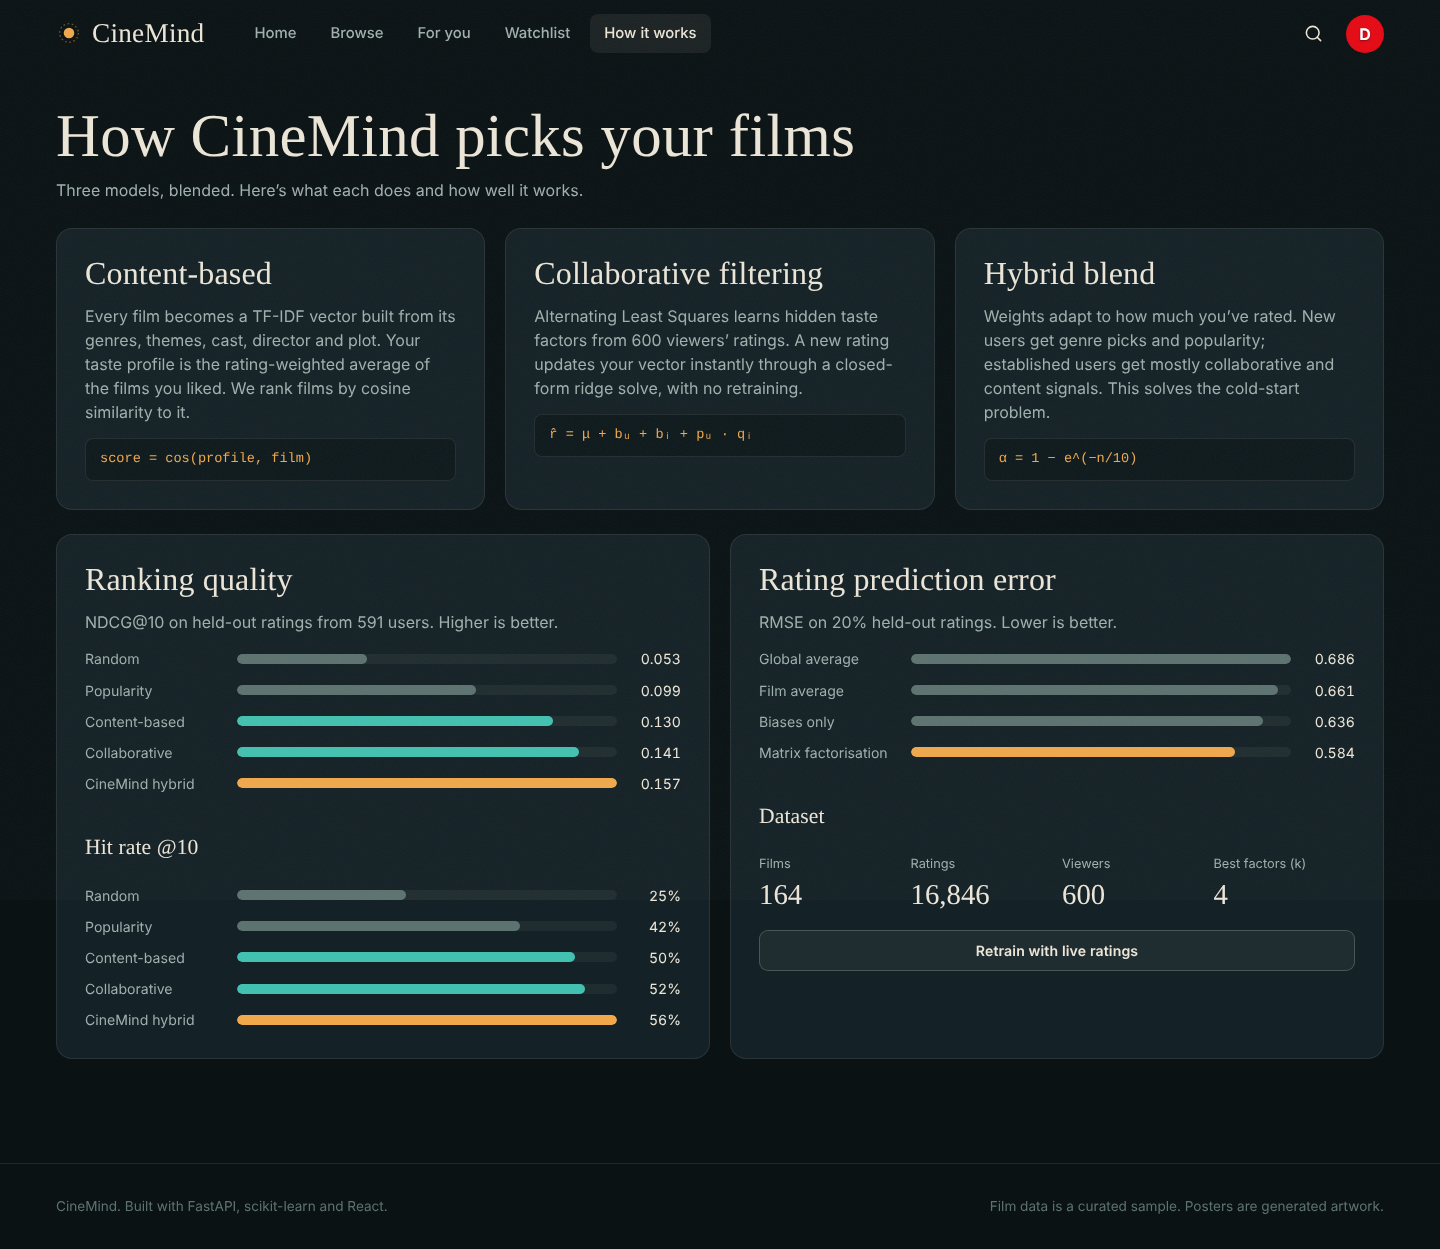 CineMind
Home Browse For you Watchlist How it works
D
How CineMind picks your films
Three models, blended. Here’s what each does and how well it works.
Content-based
Every film becomes a TF-IDF vector built from its
genres, themes, cast, director and plot. Your
taste profile is the rating-weighted average of
the films you liked. We rank films by cosine
similarity to it.
score = cos(profile, film)
Collaborative filtering
Alternating Least Squares learns hidden taste
factors from 600 viewers’ ratings. A new rating
updates your vector instantly through a closed-
form ridge solve, with no retraining.
r̂ = μ + bᵤ + bᵢ + pᵤ · qᵢ
Hybrid blend
Weights adapt to how much you’ve rated. New
users get genre picks and popularity;
established users get mostly collaborative and
content signals. This solves the cold-start
problem.
α = 1 − e^(−n/10)
Ranking quality
NDCG@10 on held-out ratings from 591 users. Higher is better.
Random 0.053
Popularity 0.099
Content-based 0.130
Collaborative 0.141
CineMind hybrid 0.157
Hit rate @10
Random 25%
Popularity 42%
Content-based 50%
Collaborative 52%
CineMind hybrid 56%
Rating prediction error
RMSE on 20% held-out ratings. Lower is better.
Global average 0.686
Film average 0.661
Biases only 0.636
Matrix factorisation 0.584
Dataset
Films Ratings Viewers Best factors (k)
164 16,846 600 4
Retrain with live ratings
CineMind. Built with FastAPI, scikit-learn and React.
Film data is a curated sample. Posters are generated artwork.